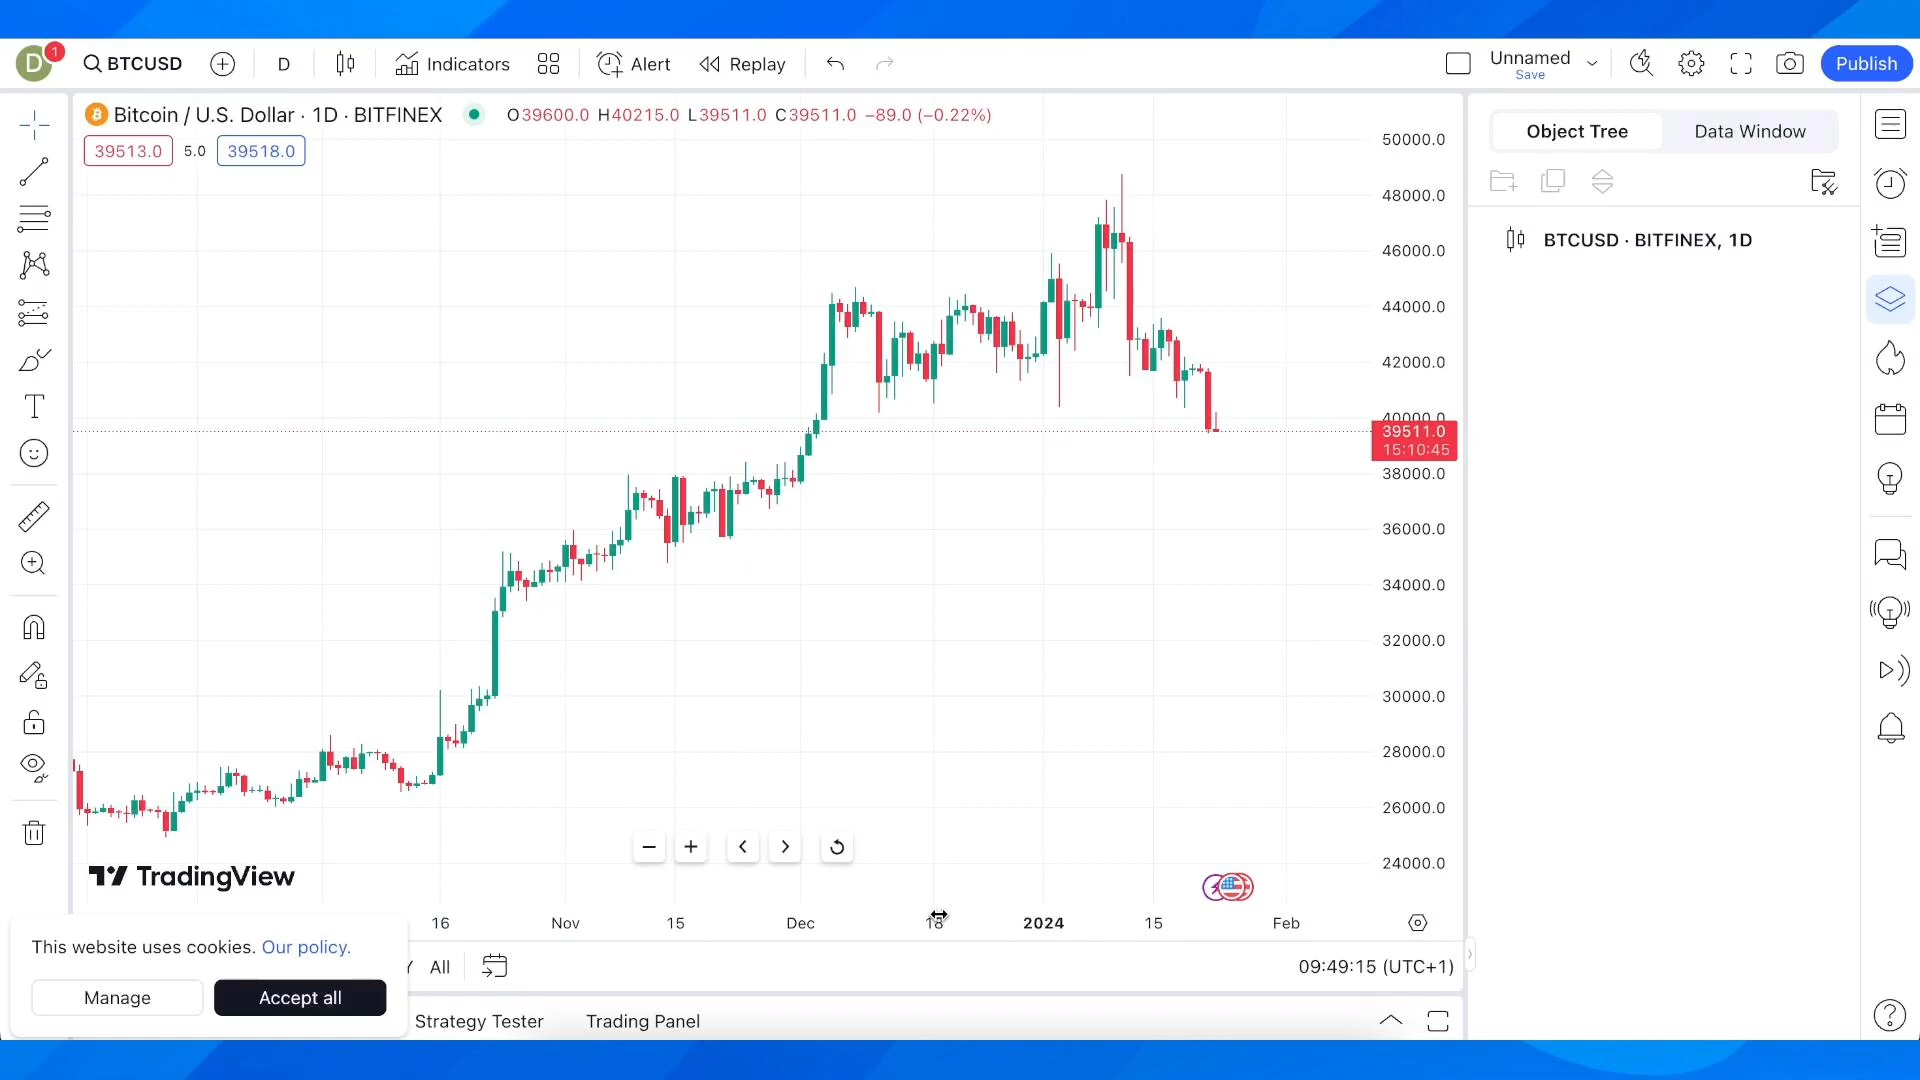 D 1 BTCUSD D Indicators Alert Replay Unnamed Save Publish
Bitcoin / U.S. Dollar · 1D · BITFINEX O39600.0 H40215.0 L39511.0 C39511.0 −89.0 (−0.22%)
39513.0 5.0 39518.0
50000.0
48000.0
46000.0
44000.0
42000.0
40000.0
39511.0
15:10:45
38000.0
36000.0
34000.0
32000.0
30000.0
28000.0
26000.0
24000.0
Object Tree Data Window
BTCUSD · BITFINEX, 1D
TradingView
16 Nov 15 Dec 18 2024 15 Feb
This website uses cookies. Our policy.
Manage Accept all
Y All 09:49:15 (UTC+1)
Strategy Tester Trading Panel